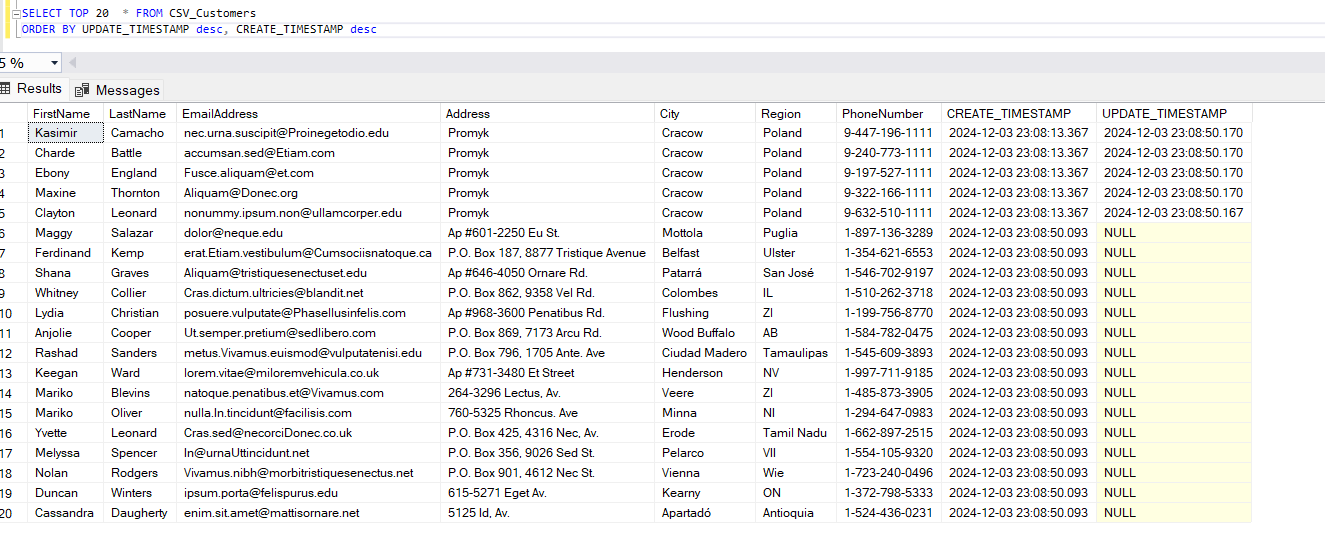 SELECT TOP 20 * FROM CSV_Customers
ORDER BY UPDATE_TIMESTAMP desc, CREATE_TIMESTAMP desc
5 %
Results Messages
FirstName LastName EmailAddress Address City Region PhoneNumber CREATE_TIMESTAMP UPDATE_TIMESTAMP
1 Kasimir Camacho nec.urna.suscipit@Proinegetodio.edu Promyk Cracow Poland 9-447-196-1111 2024-12-03 23:08:13.367 2024-12-03 23:08:50.170
2 Charde Battle accumsan.sed@Etiam.com Promyk Cracow Poland 9-240-773-1111 2024-12-03 23:08:13.367 2024-12-03 23:08:50.170
3 Ebony England Fusce.aliquam@et.com Promyk Cracow Poland 9-197-527-1111 2024-12-03 23:08:13.367 2024-12-03 23:08:50.170
4 Maxine Thornton Aliquam@Donec.org Promyk Cracow Poland 9-322-166-1111 2024-12-03 23:08:13.367 2024-12-03 23:08:50.170
5 Clayton Leonard nonummy.ipsum.non@ullamcorper.edu Promyk Cracow Poland 9-632-510-1111 2024-12-03 23:08:13.367 2024-12-03 23:08:50.167
6 Maggy Salazar dolor@neque.edu Ap #601-2250 Eu St. Mottola Puglia 1-897-136-3289 2024-12-03 23:08:50.093 NULL
7 Ferdinand Kemp erat.Etiam.vestibulum@Cumsociisnatoque.ca P.O. Box 187, 8877 Tristique Avenue Belfast Ulster 1-354-621-6553 2024-12-03 23:08:50.093 NULL
8 Shana Graves Aliquam@tristiquesenectuset.edu Ap #646-4050 Ornare Rd. Patarrá San José 1-546-702-9197 2024-12-03 23:08:50.093 NULL
9 Whitney Collier Cras.dictum.ultricies@blandit.net P.O. Box 862, 9358 Vel Rd. Colombes IL 1-510-262-3718 2024-12-03 23:08:50.093 NULL
10 Lydia Christian posuere.vulputate@Phasellusinfelis.com Ap #968-3600 Penatibus Rd. Flushing ZI 1-199-756-8770 2024-12-03 23:08:50.093 NULL
11 Anjolie Cooper Ut.semper.pretium@sedlibero.com P.O. Box 869, 7173 Arcu Rd. Wood Buffalo AB 1-584-782-0475 2024-12-03 23:08:50.093 NULL
12 Rashad Sanders metus.Vivamus.euismod@vulputatenisi.edu P.O. Box 796, 1705 Ante. Ave Ciudad Madero Tamaulipas 1-545-609-3893 2024-12-03 23:08:50.093 NULL
13 Keegan Ward lorem.vitae@miloremvehicula.co.uk Ap #731-3480 Et Street Henderson NV 1-997-711-9185 2024-12-03 23:08:50.093 NULL
14 Mariko Blevins natoque.penatibus.et@Vivamus.com 264-3296 Lectus, Av. Veere ZI 1-485-873-3905 2024-12-03 23:08:50.093 NULL
15 Mariko Oliver nulla.In.tincidunt@facilisis.com 760-5325 Rhoncus. Ave Minna NI 1-294-647-0983 2024-12-03 23:08:50.093 NULL
16 Yvette Leonard Cras.sed@necorciDonec.co.uk P.O. Box 425, 4316 Nec, Av. Erode Tamil Nadu 1-662-897-2515 2024-12-03 23:08:50.093 NULL
17 Melyssa Spencer In@urnaUttincidunt.net P.O. Box 356, 9026 Sed St. Pelarco VII 1-554-105-9320 2024-12-03 23:08:50.093 NULL
18 Nolan Rodgers Vivamus.nibh@morbitristiquesenectus.net P.O. Box 901, 4612 Nec St. Vienna Wie 1-723-240-0496 2024-12-03 23:08:50.093 NULL
19 Duncan Winters ipsum.porta@felispurus.edu 615-5271 Eget Av. Kearny ON 1-372-798-5333 2024-12-03 23:08:50.093 NULL
20 Cassandra Daugherty enim.sit.amet@mattisornare.net 5125 Id, Av. Apartadó Antioquia 1-524-436-0231 2024-12-03 23:08:50.093 NULL